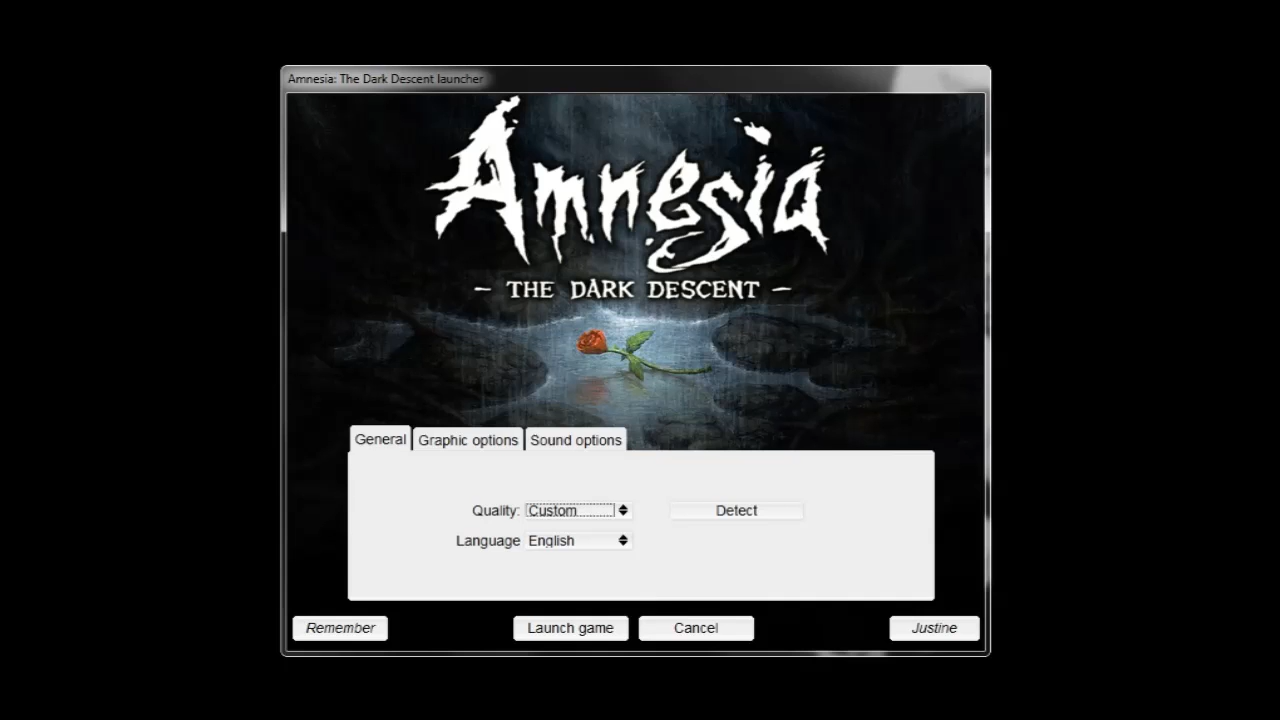 Amnesia: The Dark Descent launcher
Amnesia
- THE DARK DESCENT -
General Graphic options Sound options
Quality: Custom Detect
Language English
Remember Launch game Cancel Justine